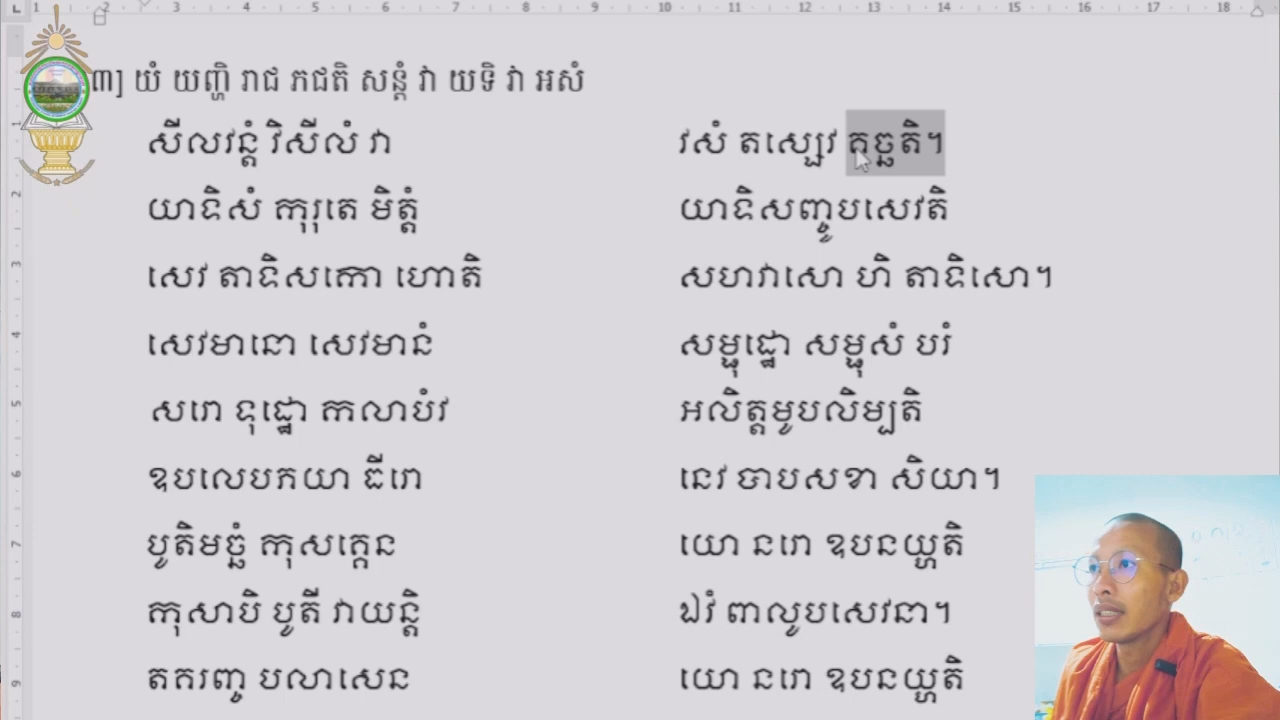 ៣] យំ យញ្ហិ រាជ ភជតិ សន្តំ វា យទិ វា អសំ
សីលវន្តំ វិសីលំ វា វសំ តស្សេវ គច្ឆតិ។
យាទិសំ កុរុតេ មិត្តំ យាទិសញ្ចូបសេវតិ
សេវ តាទិសកោ ហោតិ សហវាសោ ហិ តាទិសោ។
សេវមានោ សេវមានំ សម្ផុដ្ឋោ សម្ផុសំ បរំ
សរោ ទុដ្ឋោ កលាបំវ អលិត្តមូបលិម្បតិ
ឧបលេបភយា ធីរោ នេវ បាបសខា សិយា។
បូតិមច្ឆំ កុសគ្គេន យោ នរោ ឧបនយ្ហតិ
កុសាបិ បូតី វាយន្តិ ឯវំ ពាលូបសេវនា។
តគរញ្ច បលាសេន យោ នរោ ឧបនយ្ហតិ